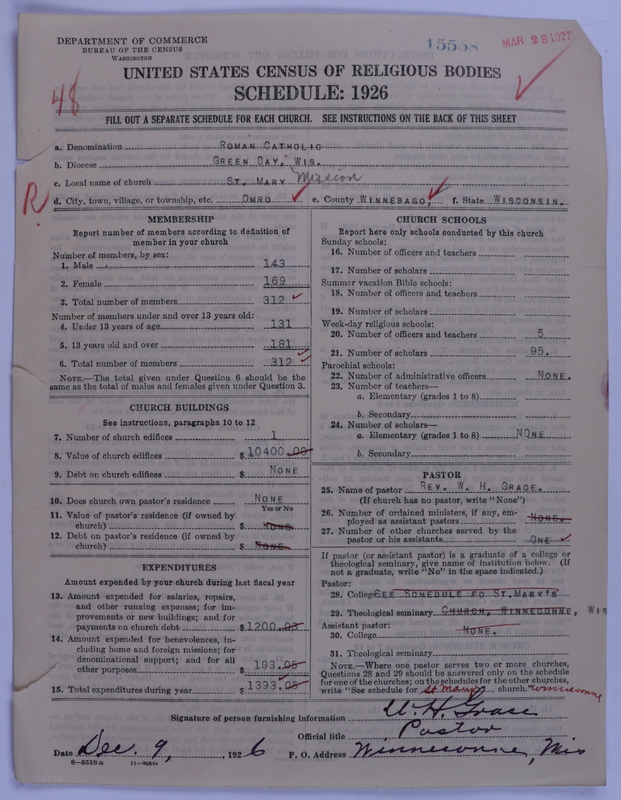 DEPARTMENT OF COMMERCE
BUREAU OF THE CENSUS
WASHINGTON
15558
MAR 28 1927
UNITED STATES CENSUS OF RELIGIOUS BODIES
SCHEDULE: 1926
48
FILL OUT A SEPARATE SCHEDULE FOR EACH CHURCH. SEE INSTRUCTIONS ON THE BACK OF THIS SHEET
a. Denomination ROMAN CATHOLIC
b. Diocese GREEN BAY, WIS.
c. Local name of church ST. MARY Mission
R
d. City, town, village, or township, etc. OMRO e. County WINNEBAGO. f. State WISCONSIN.
MEMBERSHIP
Report number of members according to definition of
member in your church
Number of members, by sex:
1. Male 143
2. Female 169
3. Total number of members 312
Number of members under and over 13 years old:
4. Under 13 years of age 131
5. 13 years old and over 181
6. Total number of members 312
NOTE.—The total given under Question 6 should be
same as the total of males and females given under Question 3.
CHURCH BUILDINGS
See instructions, paragraphs 10 to 12
7. Number of church edifices 1
8. Value of church edifices $ 10400.00
9. Debt on church edifices $ NONE
10. Does church own pastor's residence NONE
Yes or No
11. Value of pastor's residence (if owned by
church) $ NONE.
12. Debt on pastor's residence (if owned by
church) $ NONE.
EXPENDITURES
Amount expended by your church during last fiscal year
13. Amount expended for salaries, repairs,
and other running expenses; for im-
provements or new buildings; and for
payments on church debt $1200.03
14. Amount expended for benevolences, in-
cluding home and foreign missions; for
denominational support; and for all
other purposes $ 193.05
15. Total expenditures during year $1393.05
CHURCH SCHOOLS
Report here only schools conducted by this church
Sunday schools:
16. Number of officers and teachers
17. Number of scholars
Summer vacation Bible schools:
18. Number of officers and teachers
19. Number of scholars
Week-day religious schools:
20. Number of officers and teachers 5
21. Number of scholars 95.
Parochial schools:
22. Number of administrative officers NONE.
23. Number of teachers—
a. Elementary (grades 1 to 8)
b. Secondary
24. Number of scholars—
a. Elementary (grades 1 to 8) NONE
b. Secondary
PASTOR
25. Name of pastor REV. W. H. GRACE.
(If church has no pastor, write "None")
26. Number of ordained ministers, if any, em-
ployed as assistant pastors NONE.
27. Number of other churches served by the
pastor or his assistants ONE
If pastor (or assistant pastor) is a graduate of a college or
theological seminary, give name of institution below. (If
not a graduate, write "No" in the space indicated.)
Pastor:
28. College SEE SCHEDULE FO ST.MARY'S
29. Theological seminary CHURCH, WINNECONNE, WIS
Assistant pastor:
30. College NONE.
31. Theological seminary
NOTE.—Where one pastor serves two or more churches,
Questions 28 and 29 should be answered only on the schedule
for one of the churches; on the schedules for the other churches,
write "See schedule for St Mary church." Winneconne
Signature of person furnishing information W.H. Grace
Official title Pastor
Date Dec. 9, 1926 P. O. Address Winneconne, Wis
8—5518a